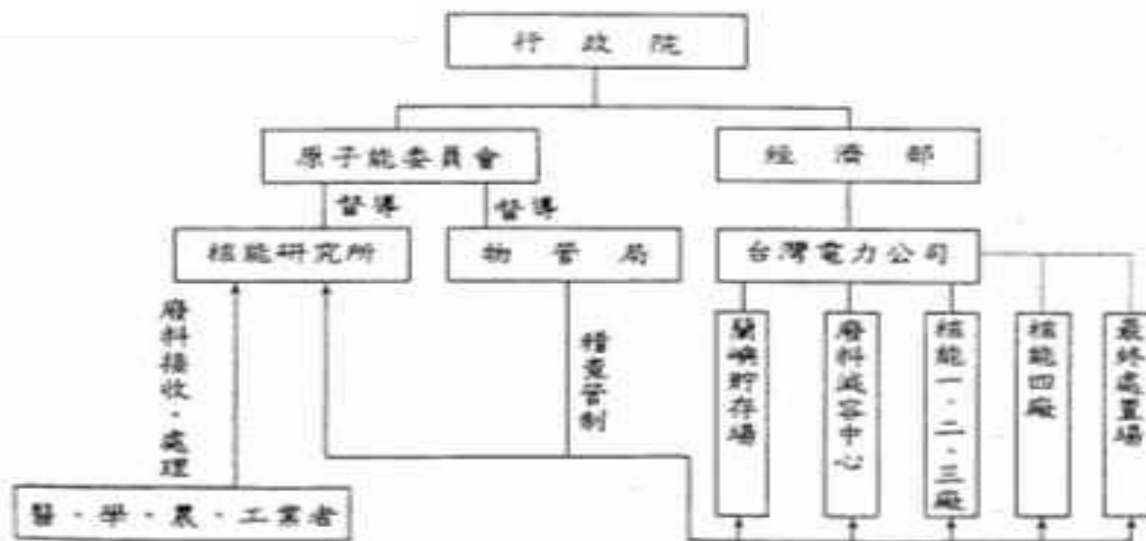 行政院
原子能委員會
經濟部
督導
督導
核能研究所
物管局
台灣電力公司
廢料接收、處理
稽查管制
蘭嶼貯存場
廢料減容中心
核能一、二、三廠
核能四廠
最終處置場
醫、學、農、工業者